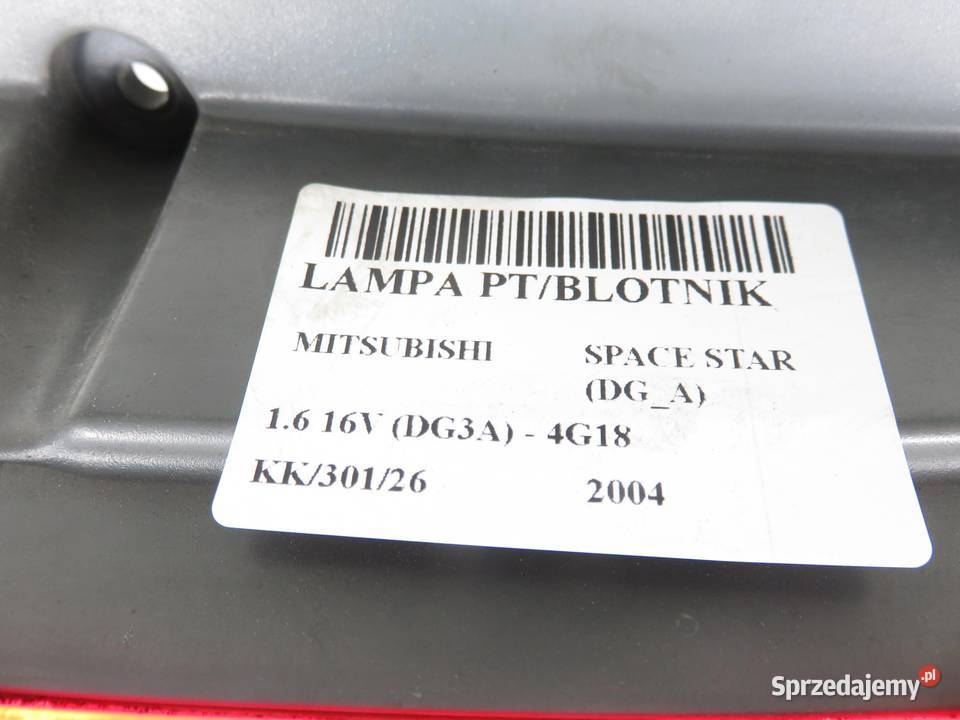 LAMPA PT/BLOTNIK
MITSUBISHI
SPACE STAR
(DG_A)
1.6 16V (DG3A) - 4G18
KK/301/26
2004
Sprzedajemy.pl